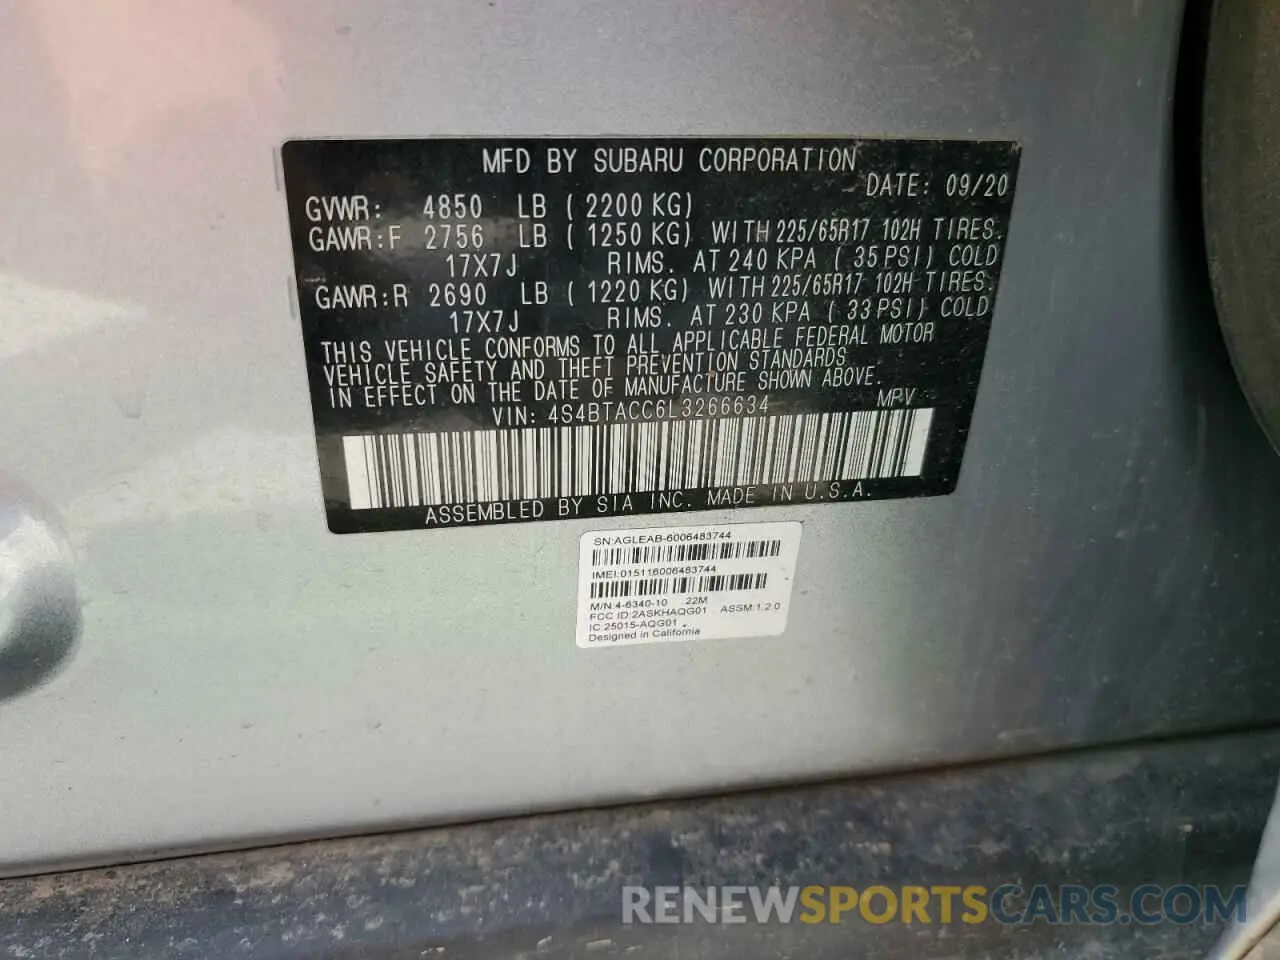 MFD BY SUBARU CORPORATION
DATE: 09/20
GVWR: 4850 LB ( 2200 KG)
GAWR:F 2756 LB ( 1250 KG) WITH 225/65R17 102H TIRES.
17X7J RIMS. AT 240 KPA ( 35 PSI) COLD
GAWR:R 2690 LB ( 1220 KG) WITH 225/65R17 102H TIRES.
17X7J RIMS. AT 230 KPA ( 33 PSI) COLD
THIS VEHICLE CONFORMS TO ALL APPLICABLE FEDERAL MOTOR
VEHICLE SAFETY AND THEFT PREVENTION STANDARDS
IN EFFECT ON THE DATE OF MANUFACTURE SHOWN ABOVE.
VIN: 4S4BTACC6L3266634 MPV
ASSEMBLED BY SIA INC. MADE IN U.S.A.
SN:AGLEAB-6006483744
IMEI:015116006483744
M/N:4-6340-10 22M
FCC ID:2ASKHAQG01 ASSM:1.2.0
IC:25015-AQG01
Designed in California
RENEWSPORTSCARS.COM